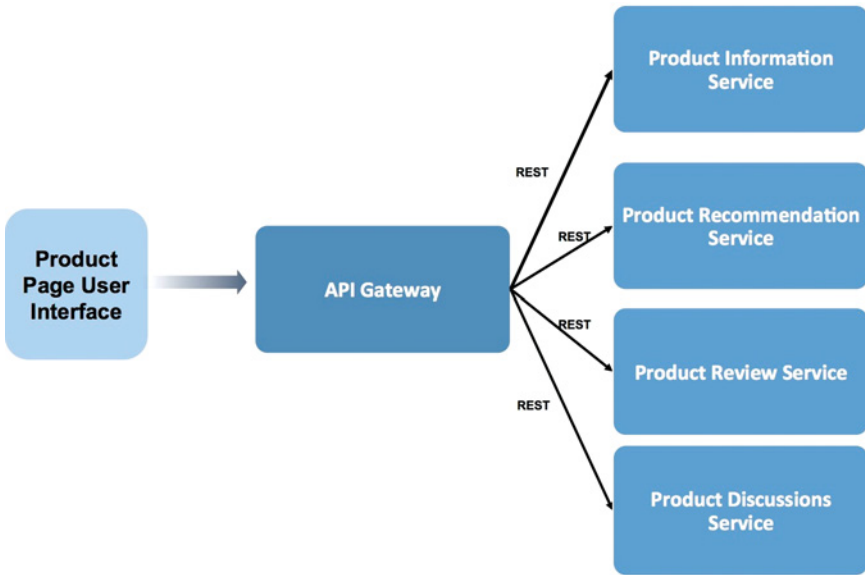 Product Information
Service
REST
Product Recommendation
Service
REST
Product
Page User
Interface
API Gateway
REST
Product Review Service
REST
Product Discussions
Service